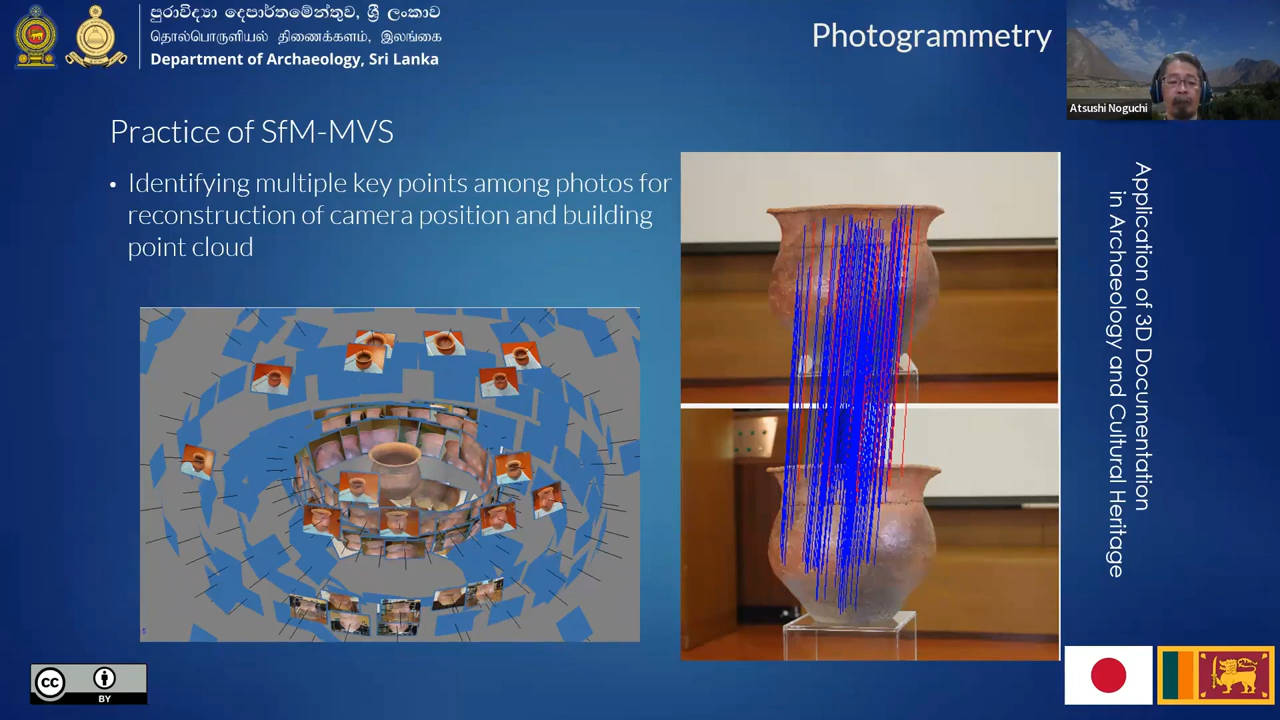 පුරාවිද්‍යා දෙපාර්තමේන්තුව, ශ්‍රී ලංකාව
தொல்பொருளியல் திணைக்களம், இலங்கை
Department of Archaeology, Sri Lanka
Photogrammetry
Atsushi Noguchi
Practice of SfM-MVS
• Identifying multiple key points among photos for
reconstruction of camera position and building
point cloud
Application of 3D Documentation
in Archaeology and Cultural Heritage
cc
BY